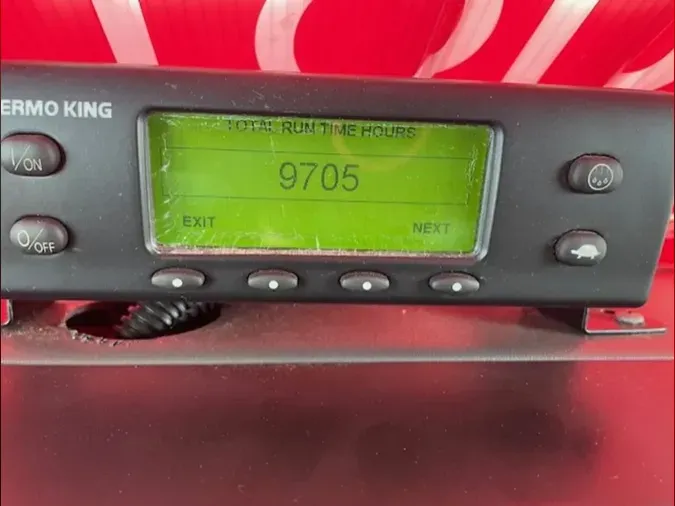 ERMO KING
TOTAL RUN TIME HOURS
I/ON
9705
O/OFF
EXIT
NEXT